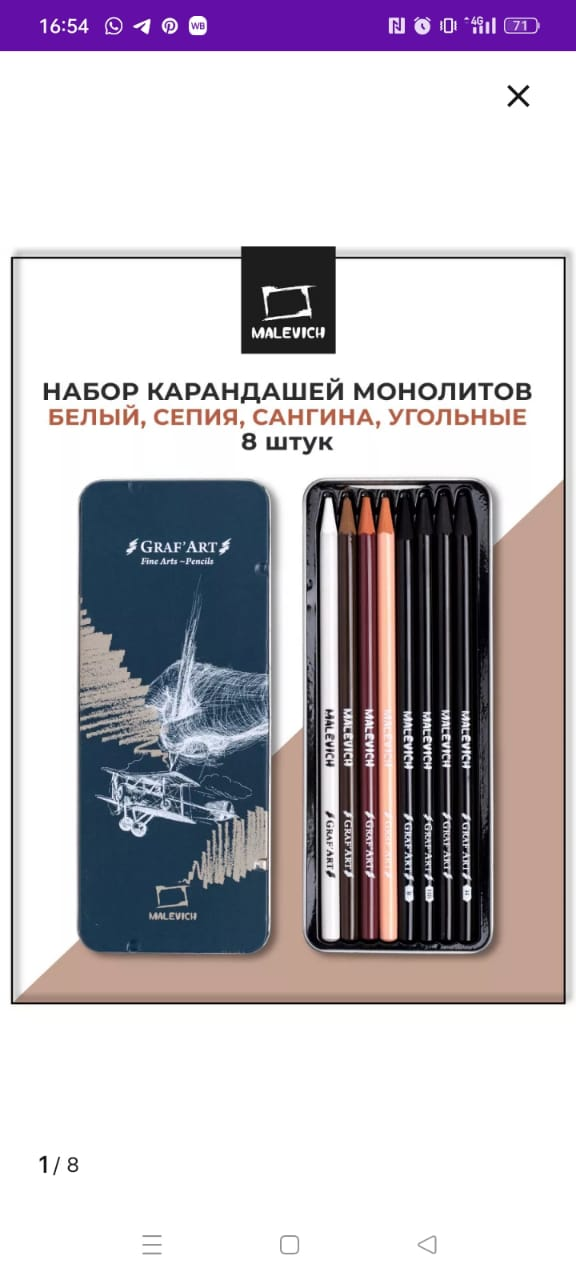 16:54
WB
4G
71
MALEVICH
НАБОР КАРАНДАШЕЙ МОНОЛИТОВ
БЕЛЫЙ, СЕПИЯ, САНГИНА, УГОЛЬНЫЕ
8 штук
GRAF'ART
Fine Arts ~Pencils
MALEVICH
MALEVICH GRAF'ART
MALEVICH GRAF'ART
MALEVICH GRAF'ART
MALEVICH GRAF'ART
MALEVICH GRAF'ART
MALEVICH GRAF'ART
MALEVICH GRAF'ART
MALEVICH GRAF'ART
1 / 8